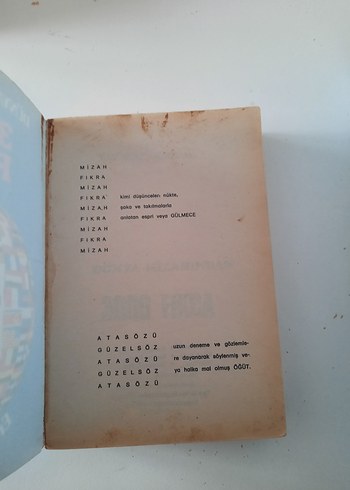 MİZAH
FIKRA
MİZAH
FIKRA kimi düşünceleri nükte,
MİZAH şaka ve takılmalarla
FIKRA anlatan espri veya GÜLMECE
MİZAH
FIKRA
MİZAH
ATASÖZÜ
GÜZELSÖZ uzun deneme ve gözlemle-
ATASÖZÜ re dayanarak söylenmiş ve-
GÜZELSÖZ ya halka mal olmuş ÖĞÜT.
ATASÖZÜ